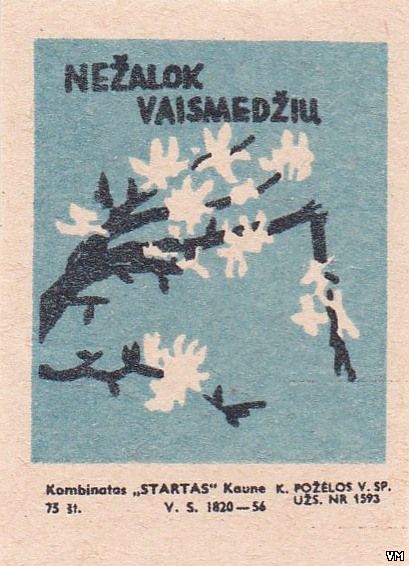 NEŽALOK
VAISMEDŽIŲ
Kombinatas „STARTAS“ Kaune K. POŽĖLOS V. SP.
UŽS. NR 1593
75 št. V. S. 1820—56
VM